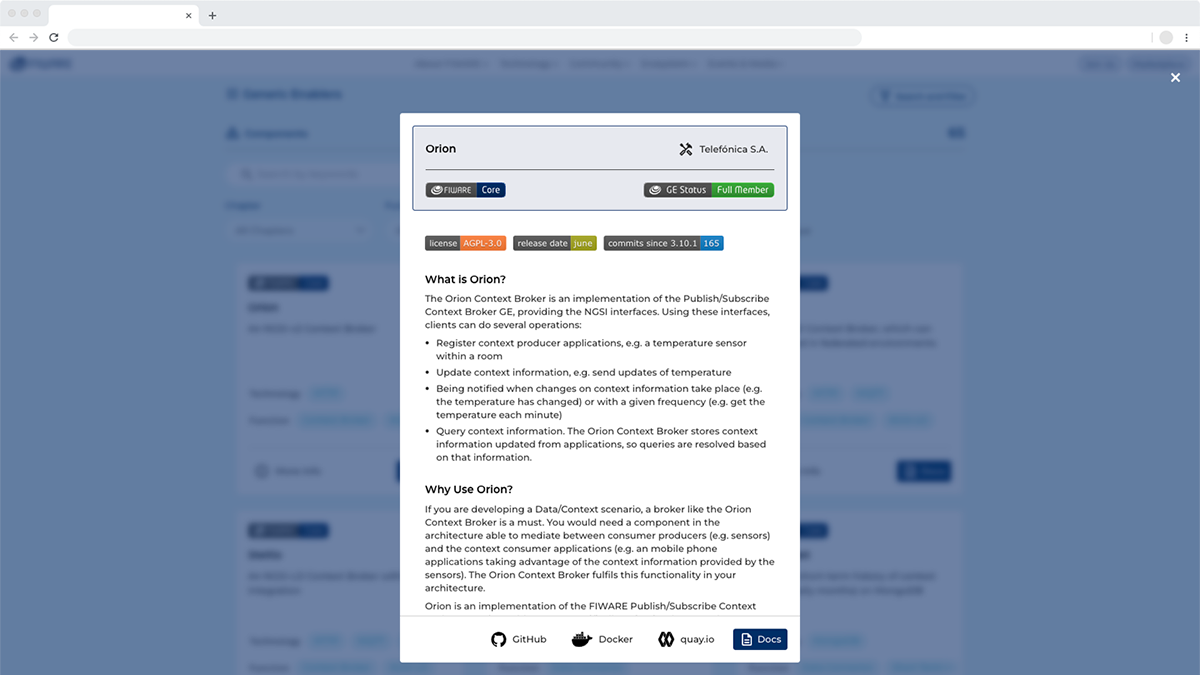 Orion
Telefónica S.A.
FIWARE Core
GE Status Full Member
license AGPL-3.0 release date june commits since 3.10.1 165
What is Orion?
The Orion Context Broker is an implementation of the Publish/Subscribe
Context Broker GE, providing the NGSI interfaces. Using these interfaces,
clients can do several operations:
• Register context producer applications, e.g. a temperature sensor
within a room
• Update context information, e.g. send updates of temperature
• Being notified when changes on context information take place (e.g.
the temperature has changed) or with a given frequency (e.g. get the
temperature each minute)
• Query context information. The Orion Context Broker stores context
information updated from applications, so queries are resolved based
on that information.
Why Use Orion?
If you are developing a Data/Context scenario, a broker like the Orion
Context Broker is a must. You would need a component in the
architecture able to mediate between consumer producers (e.g. sensors)
and the context consumer applications (e.g. an mobile phone
applications taking advantage of the context information provided by the
sensors). The Orion Context Broker fulfils this functionality in your
architecture.
Orion is an implementation of the FIWARE Publish/Subscribe Context
GitHub Docker quay.io Docs